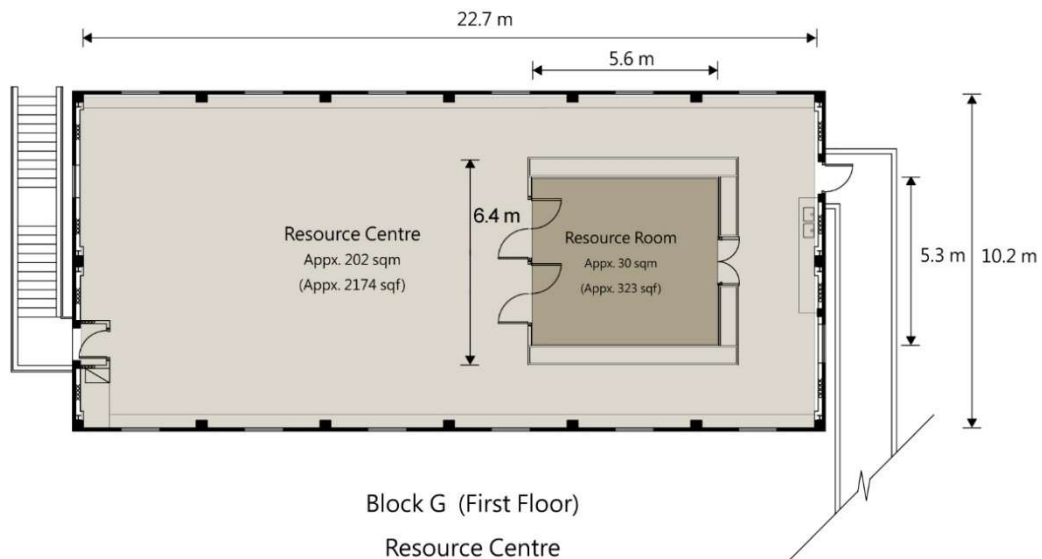 22.7 m
5.6 m
6.4 m
Resource Centre
Appx. 202 sqm
(Appx. 2174 sqf)
Resource Room
Appx. 30 sqm
(Appx. 323 sqf)
5.3 m
10.2 m
Block G (First Floor)
Resource Centre